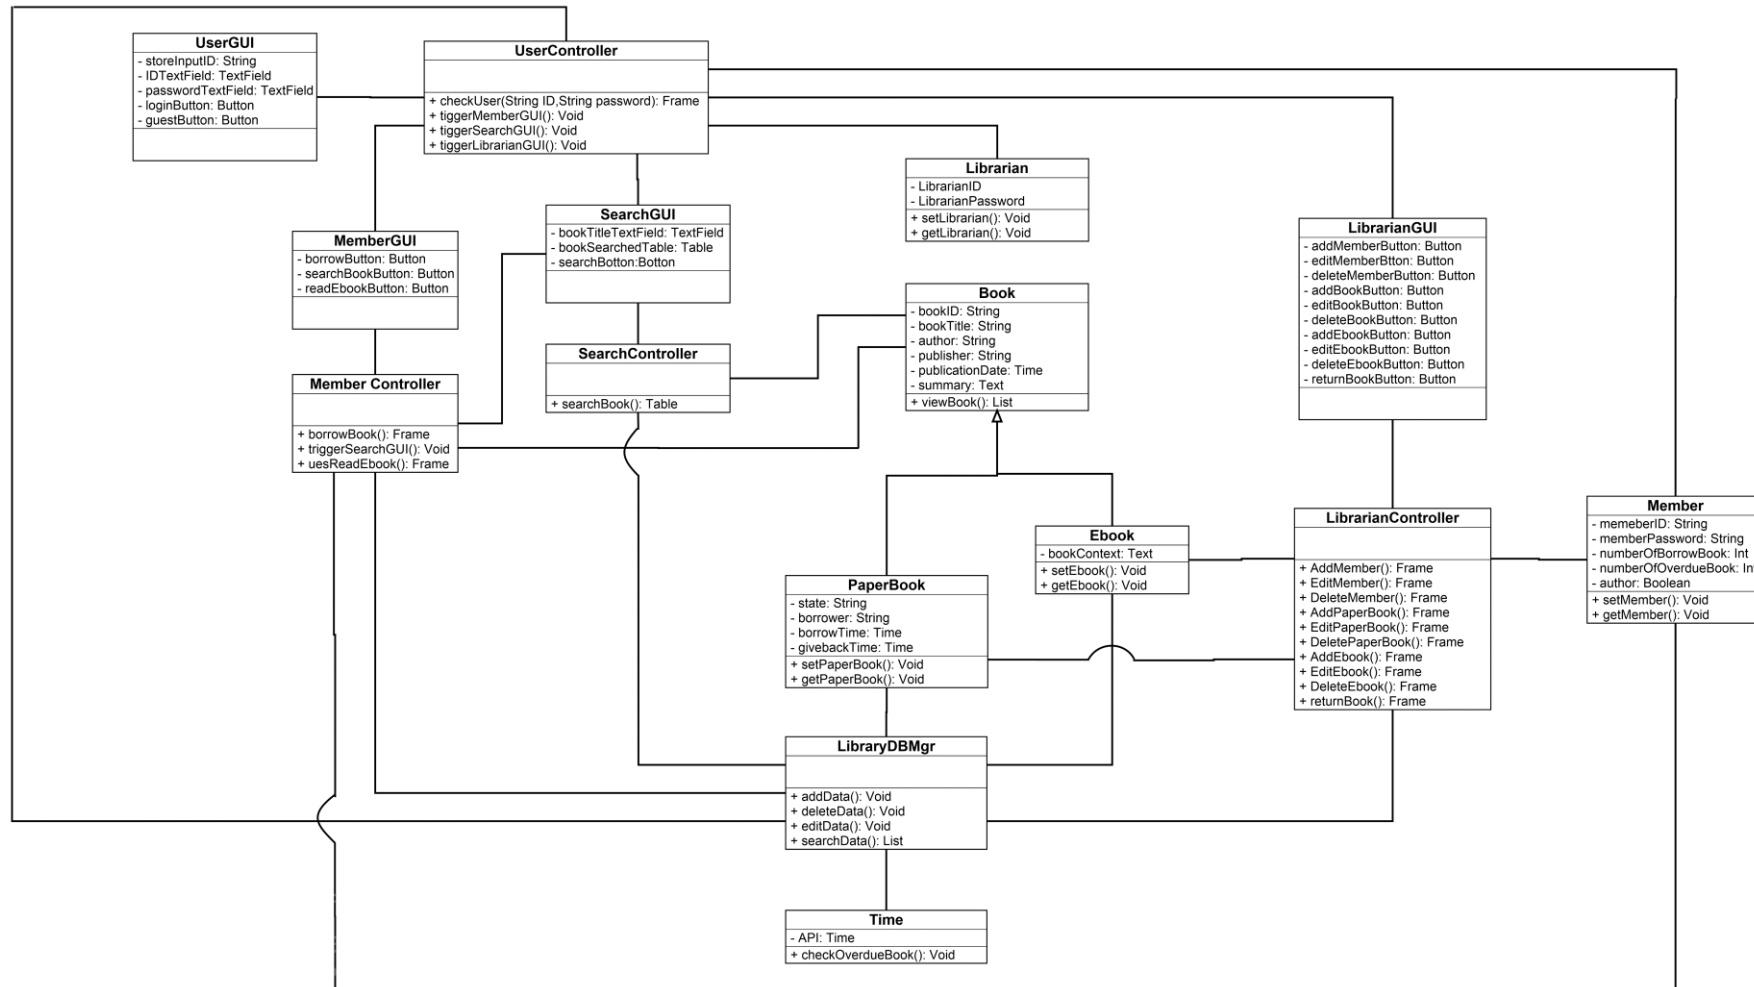 UserGUI
- storeInputID: String
- IDTextField: TextField
- passwordTextField: TextField
- loginButton: Button
- guestButton: Button
UserController
+ checkUser(String ID,String password): Frame
+ tiggerMemberGUI(): Void
+ tiggerSearchGUI(): Void
+ tiggerLibrarianGUI(): Void
Librarian
- LibrarianID
- LibrarianPassword
+ setLibrarian(): Void
+ getLibrarian(): Void
MemberGUI
- borrowButton: Button
- searchBookButton: Button
- readEbookButton: Button
SearchGUI
- bookTitleTextField: TextField
- bookSearchedTable: Table
- searchBotton:Botton
LibrarianGUI
- addMemberButton: Button
- editMemberBtton: Button
- deleteMemberButton: Button
- addBookButton: Button
- editBookButton: Button
- deleteBookButton: Button
- addEbookButton: Button
- editEbookButton: Button
- deleteEbookButton: Button
- returnBookButton: Button
Book
- bookID: String
- bookTitle: String
- author: String
- publisher: String
- publicationDate: Time
- summary: Text
+ viewBook(): List
SearchController
+ searchBook(): Table
Member Controller
+ borrowBook(): Frame
+ triggerSearchGUI(): Void
+ uesReadEbook(): Frame
Ebook
- bookContext: Text
+ setEbook(): Void
+ getEbook(): Void
LibrarianController
+ AddMember(): Frame
+ EditMember(): Frame
+ DeleteMember(): Frame
+ AddPaperBook(): Frame
+ EditPaperBook(): Frame
+ DeletePaperBook(): Frame
+ AddEbook(): Frame
+ EditEbook(): Frame
+ DeleteEbook(): Frame
+ returnBook(): Frame
Member
- memeberID: String
- memberPassword: String
- numberOfBorrowBook: Int
- numberOfOverdueBook: Int
- author: Boolean
+ setMember(): Void
+ getMember(): Void
PaperBook
- state: String
- borrower: String
- borrowTime: Time
- givebackTime: Time
+ setPaperBook(): Void
+ getPaperBook(): Void
LibraryDBMgr
+ addData(): Void
+ deleteData(): Void
+ editData(): Void
+ searchData(): List
Time
- API: Time
+ checkOverdueBook(): Void